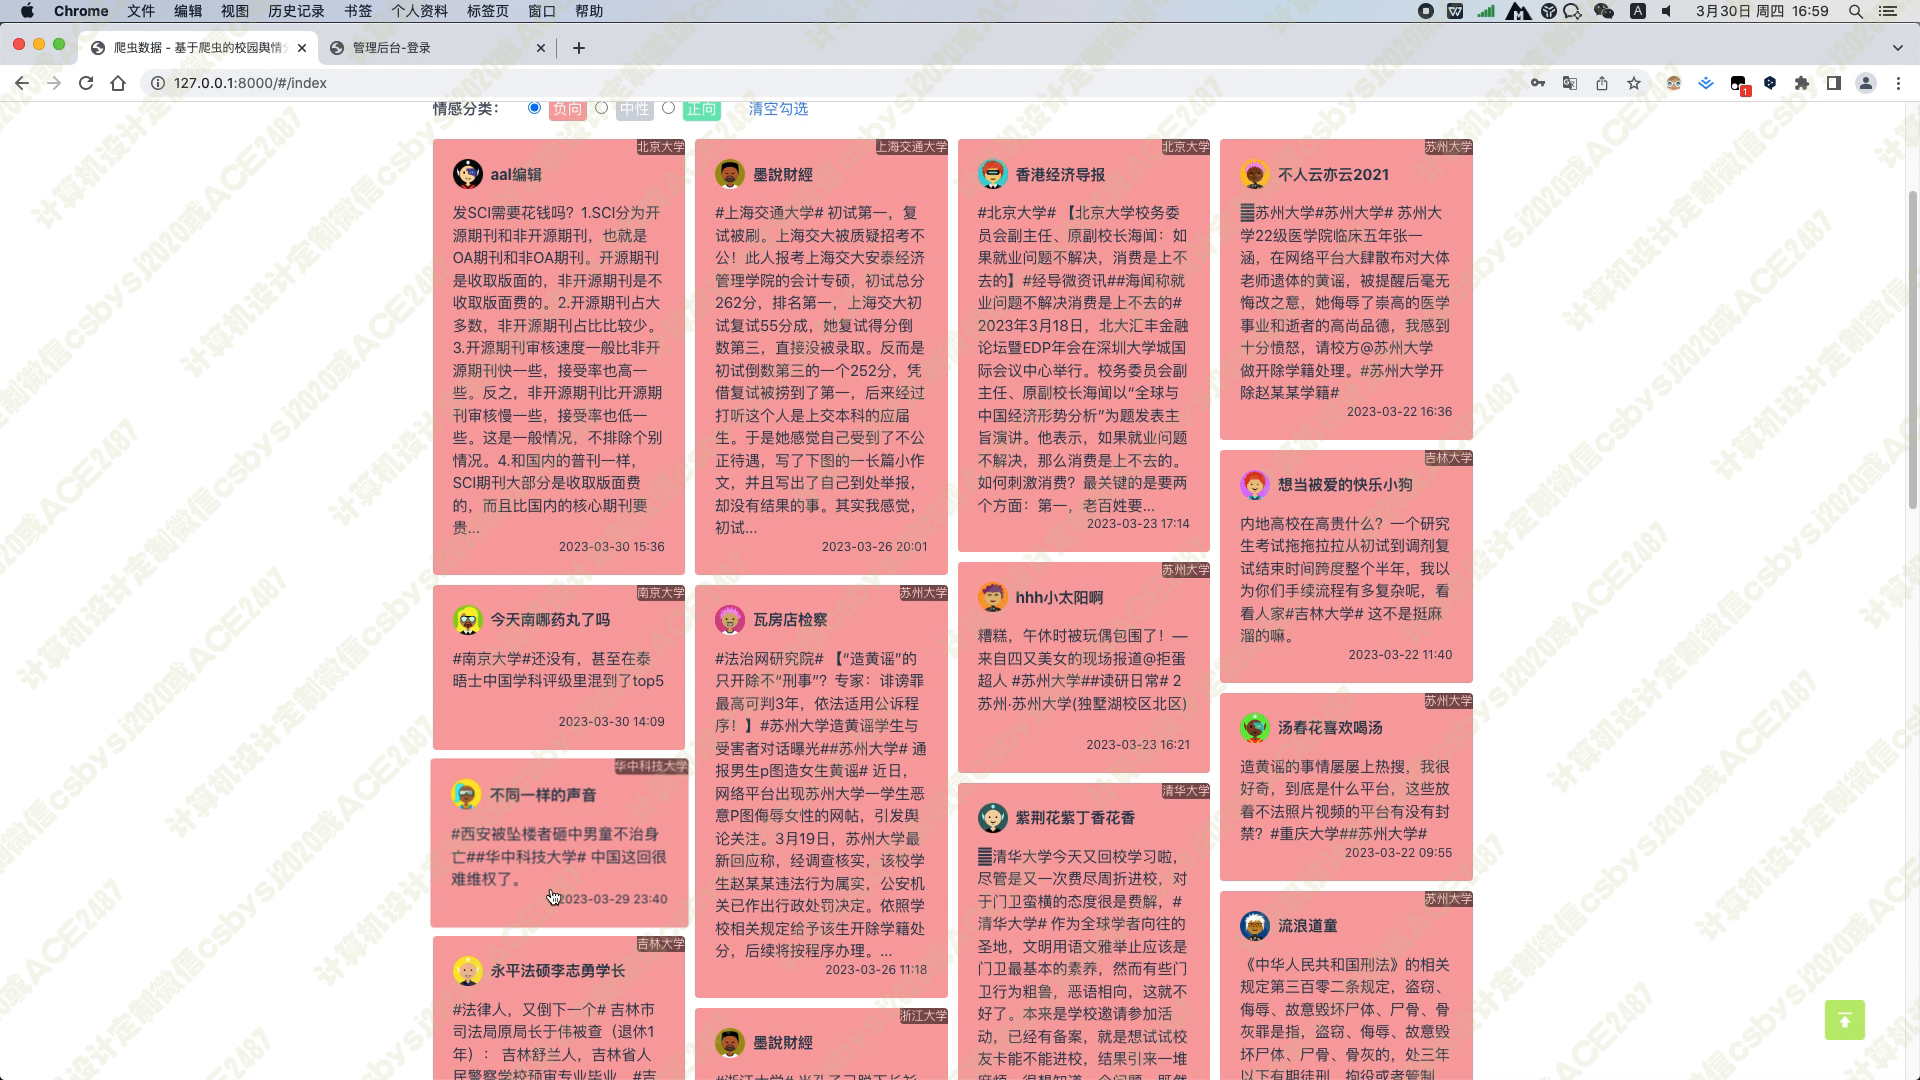 Chrome 文件 编辑 视图 历史记录 书签 个人资料 标签页 窗口 帮助
3月30日 周四 16:59
爬虫数据 - 基于爬虫的校园舆情分
管理后台-登录
127.0.0.1:8000/#/index
情感分类： 负向 中性 正向 清空勾选
北京大学
aal编辑
发SCI需要花钱吗？1.SCI分为开
源期刊和非开源期刊，也就是
OA期刊和非OA期刊。开源期刊
是收取版面的，非开源期刊是不
收取版面费的。2.开源期刊占大
多数，非开源期刊占比比较少。
3.开源期刊审核速度一般比非开
源期刊快一些，接受率也高一
些。反之，非开源期刊比开源期
刊审核慢一些，接受率也低一
些。这是一般情况，不排除个别
情况。4.和国内的普刊一样，
SCI期刊大部分是收取版面费
的，而且比国内的核心期刊要
贵...
2023-03-30 15:36
南京大学
今天南哪药丸了吗
#南京大学#还没有，甚至在泰
晤士中国学科评级里混到了top5
2023-03-30 14:09
华中科技大学
不同一样的声音
#西安被坠楼者砸中男童不治身
亡##华中科技大学# 中国这回很
难维权了。
2023-03-29 23:40
吉林大学
永平法硕李志勇学长
#法律人，又倒下一个# 吉林市
司法局原局长于伟被查（退休1
年）： 吉林舒兰人，吉林省人
民警察学校预审专业毕业，#吉
上海交通大学
墨說財經
#上海交通大学# 初试第一，复
试被刷。上海交大被质疑招考不
公！此人报考上海交大安泰经济
管理学院的会计专硕，初试总分
262分，排名第一，上海交大初
试复试55分成，她复试得分倒
数第三，直接没被录取。反而是
初试倒数第三的一个252分，凭
借复试被捞到了第一，后来经过
打听这个人是上交本科的应届
生。于是她感觉自己受到了不公
正待遇，写了下图的一长篇小作
文，并且写出了自己到处举报，
却没有结果的事。其实我感觉，
初试...
2023-03-26 20:01
苏州大学
瓦房店检察
#法治网研究院# 【“造黄谣”的
只开除不“刑事”？专家：诽谤罪
最高可判3年，依法适用公诉程
序！】#苏州大学造黄谣学生与
受害者对话曝光##苏州大学# 通
报男生p图造女生黄谣# 近日，
网络平台出现苏州大学一学生恶
意P图侮辱女性的网帖，引发舆
论关注。3月19日，苏州大学最
新回应称，经调查核实，该校学
生赵某某违法行为属实，公安机
关已作出行政处罚决定。依照学
校相关规定给予该生开除学籍处
分，后续将按程序办理。...
2023-03-26 11:18
浙江大学
墨說財經
北京大学
香港经济导报
#北京大学# 【北京大学校务委
员会副主任、原副校长海闻：如
果就业问题不解决，消费是上不
去的】#经导微资讯##海闻称就
业问题不解决消费是上不去的#
2023年3月18日，北大汇丰金融
论坛暨EDP年会在深圳大学城国
际会议中心举行。校务委员会副
主任、原副校长海闻以“全球与
中国经济形势分析”为题发表主
旨演讲。他表示，如果就业问题
不解决，那么消费是上不去的。
如何刺激消费？最关键的是要两
个方面：第一，老百姓要...
2023-03-23 17:14
苏州大学
hhh小太阳啊
糟糕，午休时被玩偶包围了！—
来自四又美女的现场报道@拒蛋
超人 #苏州大学##读研日常# 2
苏州·苏州大学(独墅湖校区北区)
2023-03-23 16:21
清华大学
紫荆花紫丁香花香
▓清华大学今天又回校学习啦，
尽管是又一次费尽周折进校，对
于门卫蛮横的态度很是费解，#
清华大学# 作为全球学者向往的
圣地，文明用语文雅举止应该是
门卫最基本的素养，然而有些门
卫行为粗鲁，恶语相向，这就不
好了。本来是学校邀请参加活
动，已经有备案，就是想试试校
友卡能不能进校，结果引来一堆
苏州大学
不人云亦云2021
▓苏州大学#苏州大学# 苏州大
学22级医学院临床五年张一
涵，在网络平台大肆散布对大体
老师遗体的黄谣，被提醒后毫无
悔改之意，她侮辱了崇高的医学
事业和逝者的高尚品德，我感到
十分愤怒，请校方@苏州大学
做开除学籍处理。#苏州大学开
除赵某某学籍#
2023-03-22 16:36
吉林大学
想当被爱的快乐小狗
内地高校在高贵什么？一个研究
生考试拖拖拉拉从初试到调剂复
试结束时间跨度整个半年，我以
为你们手续流程有多复杂呢，看
看人家#吉林大学# 这不是挺麻
溜的嘛。
2023-03-22 11:40
苏州大学
汤春花喜欢喝汤
造黄谣的事情屡屡上热搜，我很
好奇，到底是什么平台，这些放
着不法照片视频的平台有没有封
禁？#重庆大学##苏州大学#
2023-03-22 09:55
苏州大学
流浪道童
《中华人民共和国刑法》的相关
规定第三百零二条规定，盗窃、
侮辱、故意毁坏尸体、尸骨、骨
灰罪是指，盗窃、侮辱、故意毁
坏尸体、尸骨、骨灰的，处三年
以下有期徒刑、拘役或者管制
计算机设计定制微信csbysj2020或ACE2487